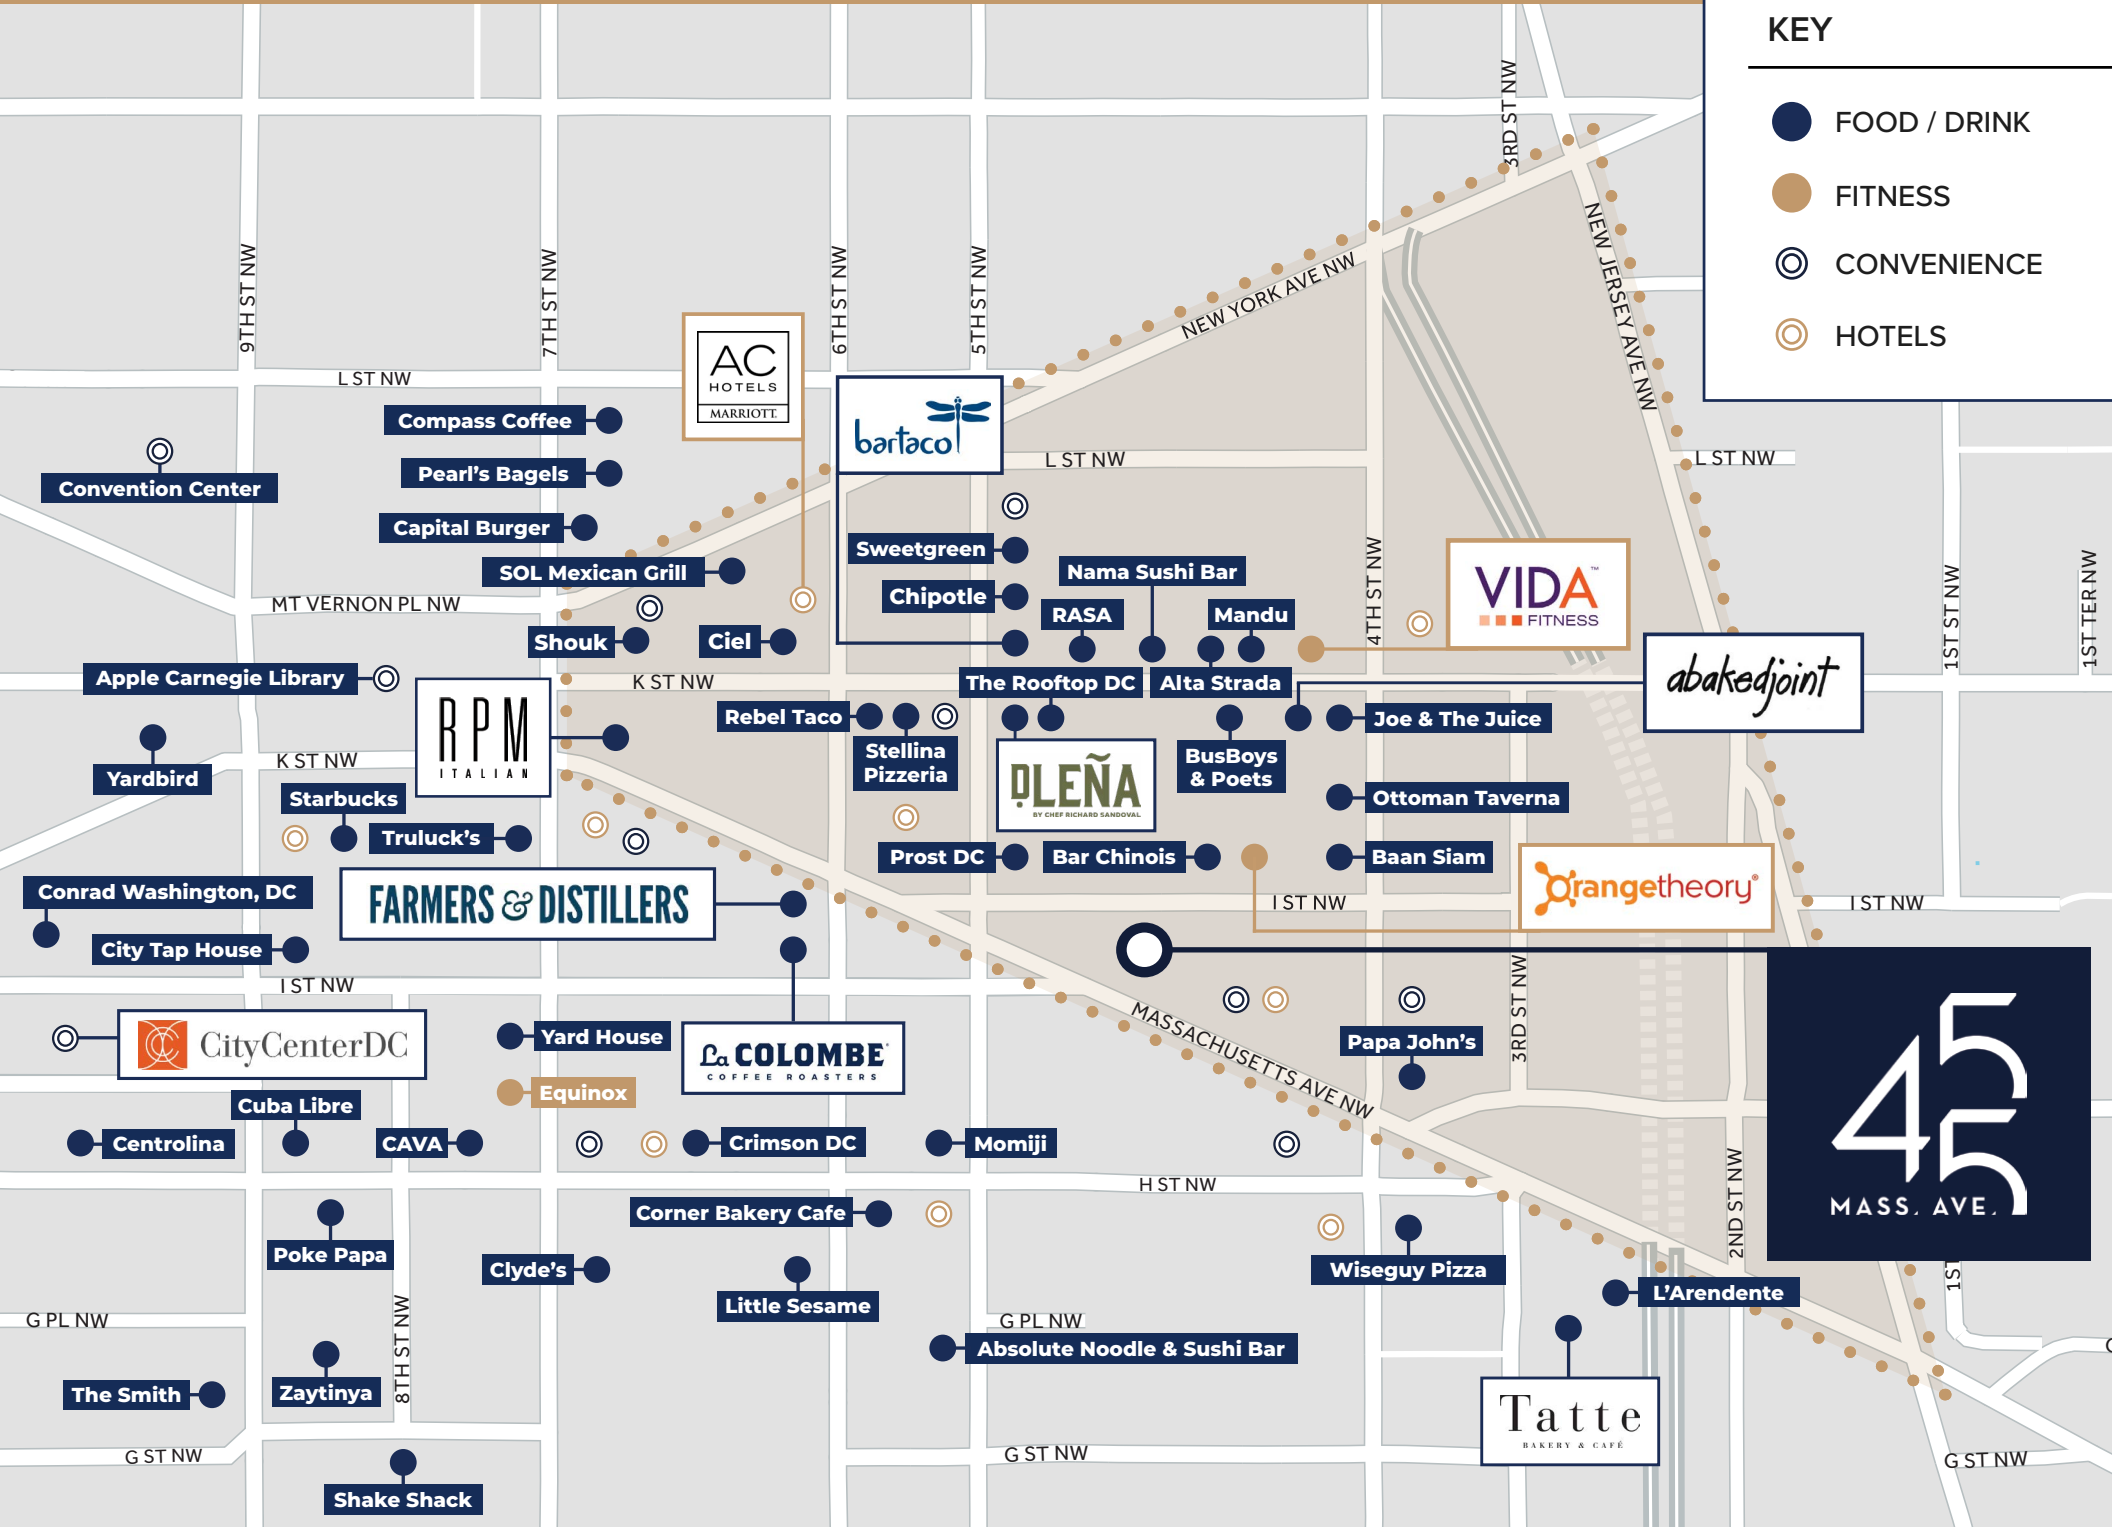 KEY
FOOD / DRINK
FITNESS
CONVENIENCE
HOTELS
3RD ST NW
9TH ST NW
7TH ST NW
6TH ST NW
5TH ST NW
NEW YORK AVE NW
NEW JERSEY AVE NW
L ST NW
AC
HOTELS
MARRIOTT.
bartaco
Compass Coffee
Pearl's Bagels
Convention Center
Capital Burger
SOL Mexican Grill
L ST NW
L ST NW
Sweetgreen
Nama Sushi Bar
Chipotle
RASA
Mandu
4TH ST NW
VIDA™
FITNESS
1ST ST NW
1ST TER NW
MT VERNON PL NW
Shouk
Ciel
abakedjoint
Apple Carnegie Library
K ST NW
The Rooftop DC
Alta Strada
RPM
ITALIAN
Rebel Taco
Joe & The Juice
Stellina
Pizzeria
BusBoys
& Poets
Yardbird
K ST NW
PLEÑA
BY CHEF RICHARD SANDOVAL
Starbucks
Ottoman Taverna
Truluck's
Prost DC
Bar Chinois
Baan Siam
Conrad Washington, DC
FARMERS & DISTILLERS
I ST NW
Orangetheory®
I ST NW
City Tap House
I ST NW
MASSACHUSETTS AVE NW
3RD ST NW
CityCenterDC
Yard House
La COLOMBE®
COFFEE ROASTERS
Papa John's
Equinox
Cuba Libre
Centrolina
CAVA
Crimson DC
Momiji
455
MASS. AVE.
H ST NW
2ND ST NW
Corner Bakery Cafe
Poke Papa
Clyde's
Wiseguy Pizza
Little Sesame
L'Arendente
1ST
G PL NW
8TH ST NW
G PL NW
Absolute Noodle & Sushi Bar
The Smith
Zaytinya
Tatte
BAKERY & CAFÉ
G ST NW
G ST NW
G ST NW
Shake Shack